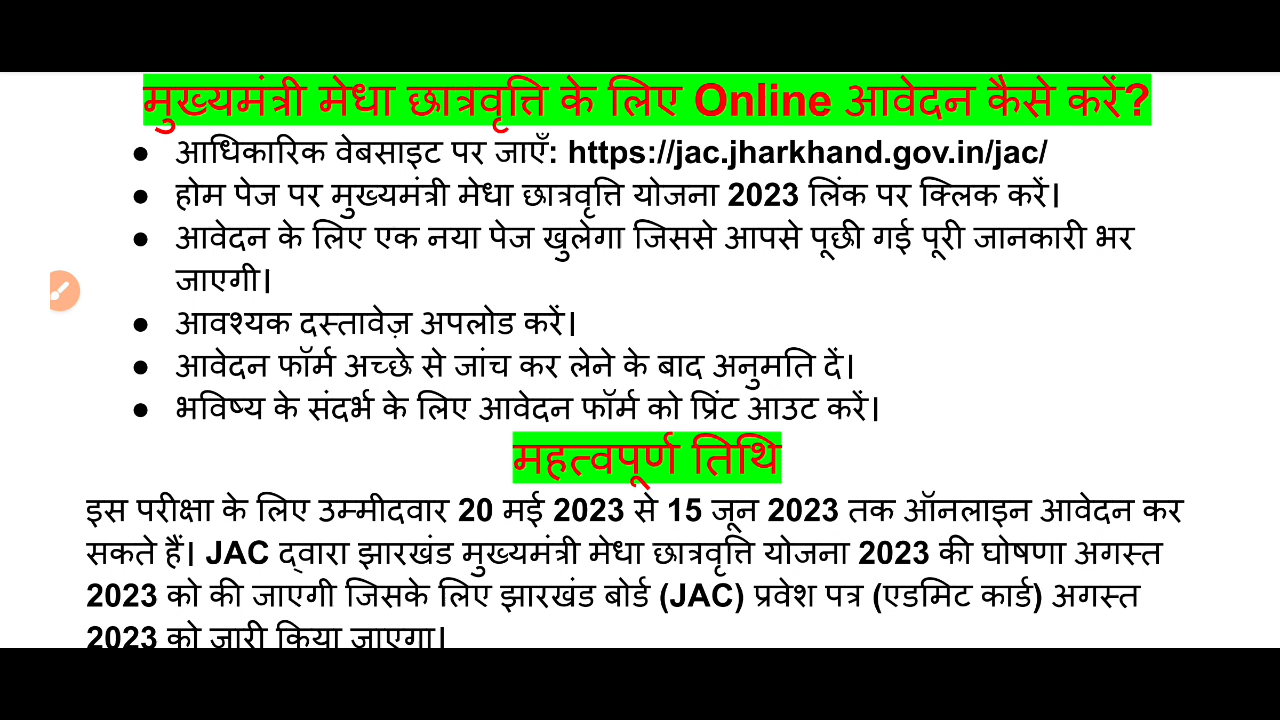 मुख्यमंत्री मेधा छात्रवृत्ति के लिए Online आवेदन कैसे करें?
● आधिकारिक वेबसाइट पर जाएँ: https://jac.jharkhand.gov.in/jac/
● होम पेज पर मुख्यमंत्री मेधा छात्रवृत्ति योजना 2023 लिंक पर क्लिक करें।
● आवेदन के लिए एक नया पेज खुलेगा जिससे आपसे पूछी गई पूरी जानकारी भर
जाएगी।
● आवश्यक दस्तावेज़ अपलोड करें।
● आवेदन फॉर्म अच्छे से जांच कर लेने के बाद अनुमति दें।
● भविष्य के संदर्भ के लिए आवेदन फॉर्म को प्रिंट आउट करें।
महत्वपूर्ण तिथि
इस परीक्षा के लिए उम्मीदवार 20 मई 2023 से 15 जून 2023 तक ऑनलाइन आवेदन कर
सकते हैं। JAC द्वारा झारखंड मुख्यमंत्री मेधा छात्रवृत्ति योजना 2023 की घोषणा अगस्त
2023 को की जाएगी जिसके लिए झारखंड बोर्ड (JAC) प्रवेश पत्र (एडमिट कार्ड) अगस्त
2023 को जारी किया जाएगा।